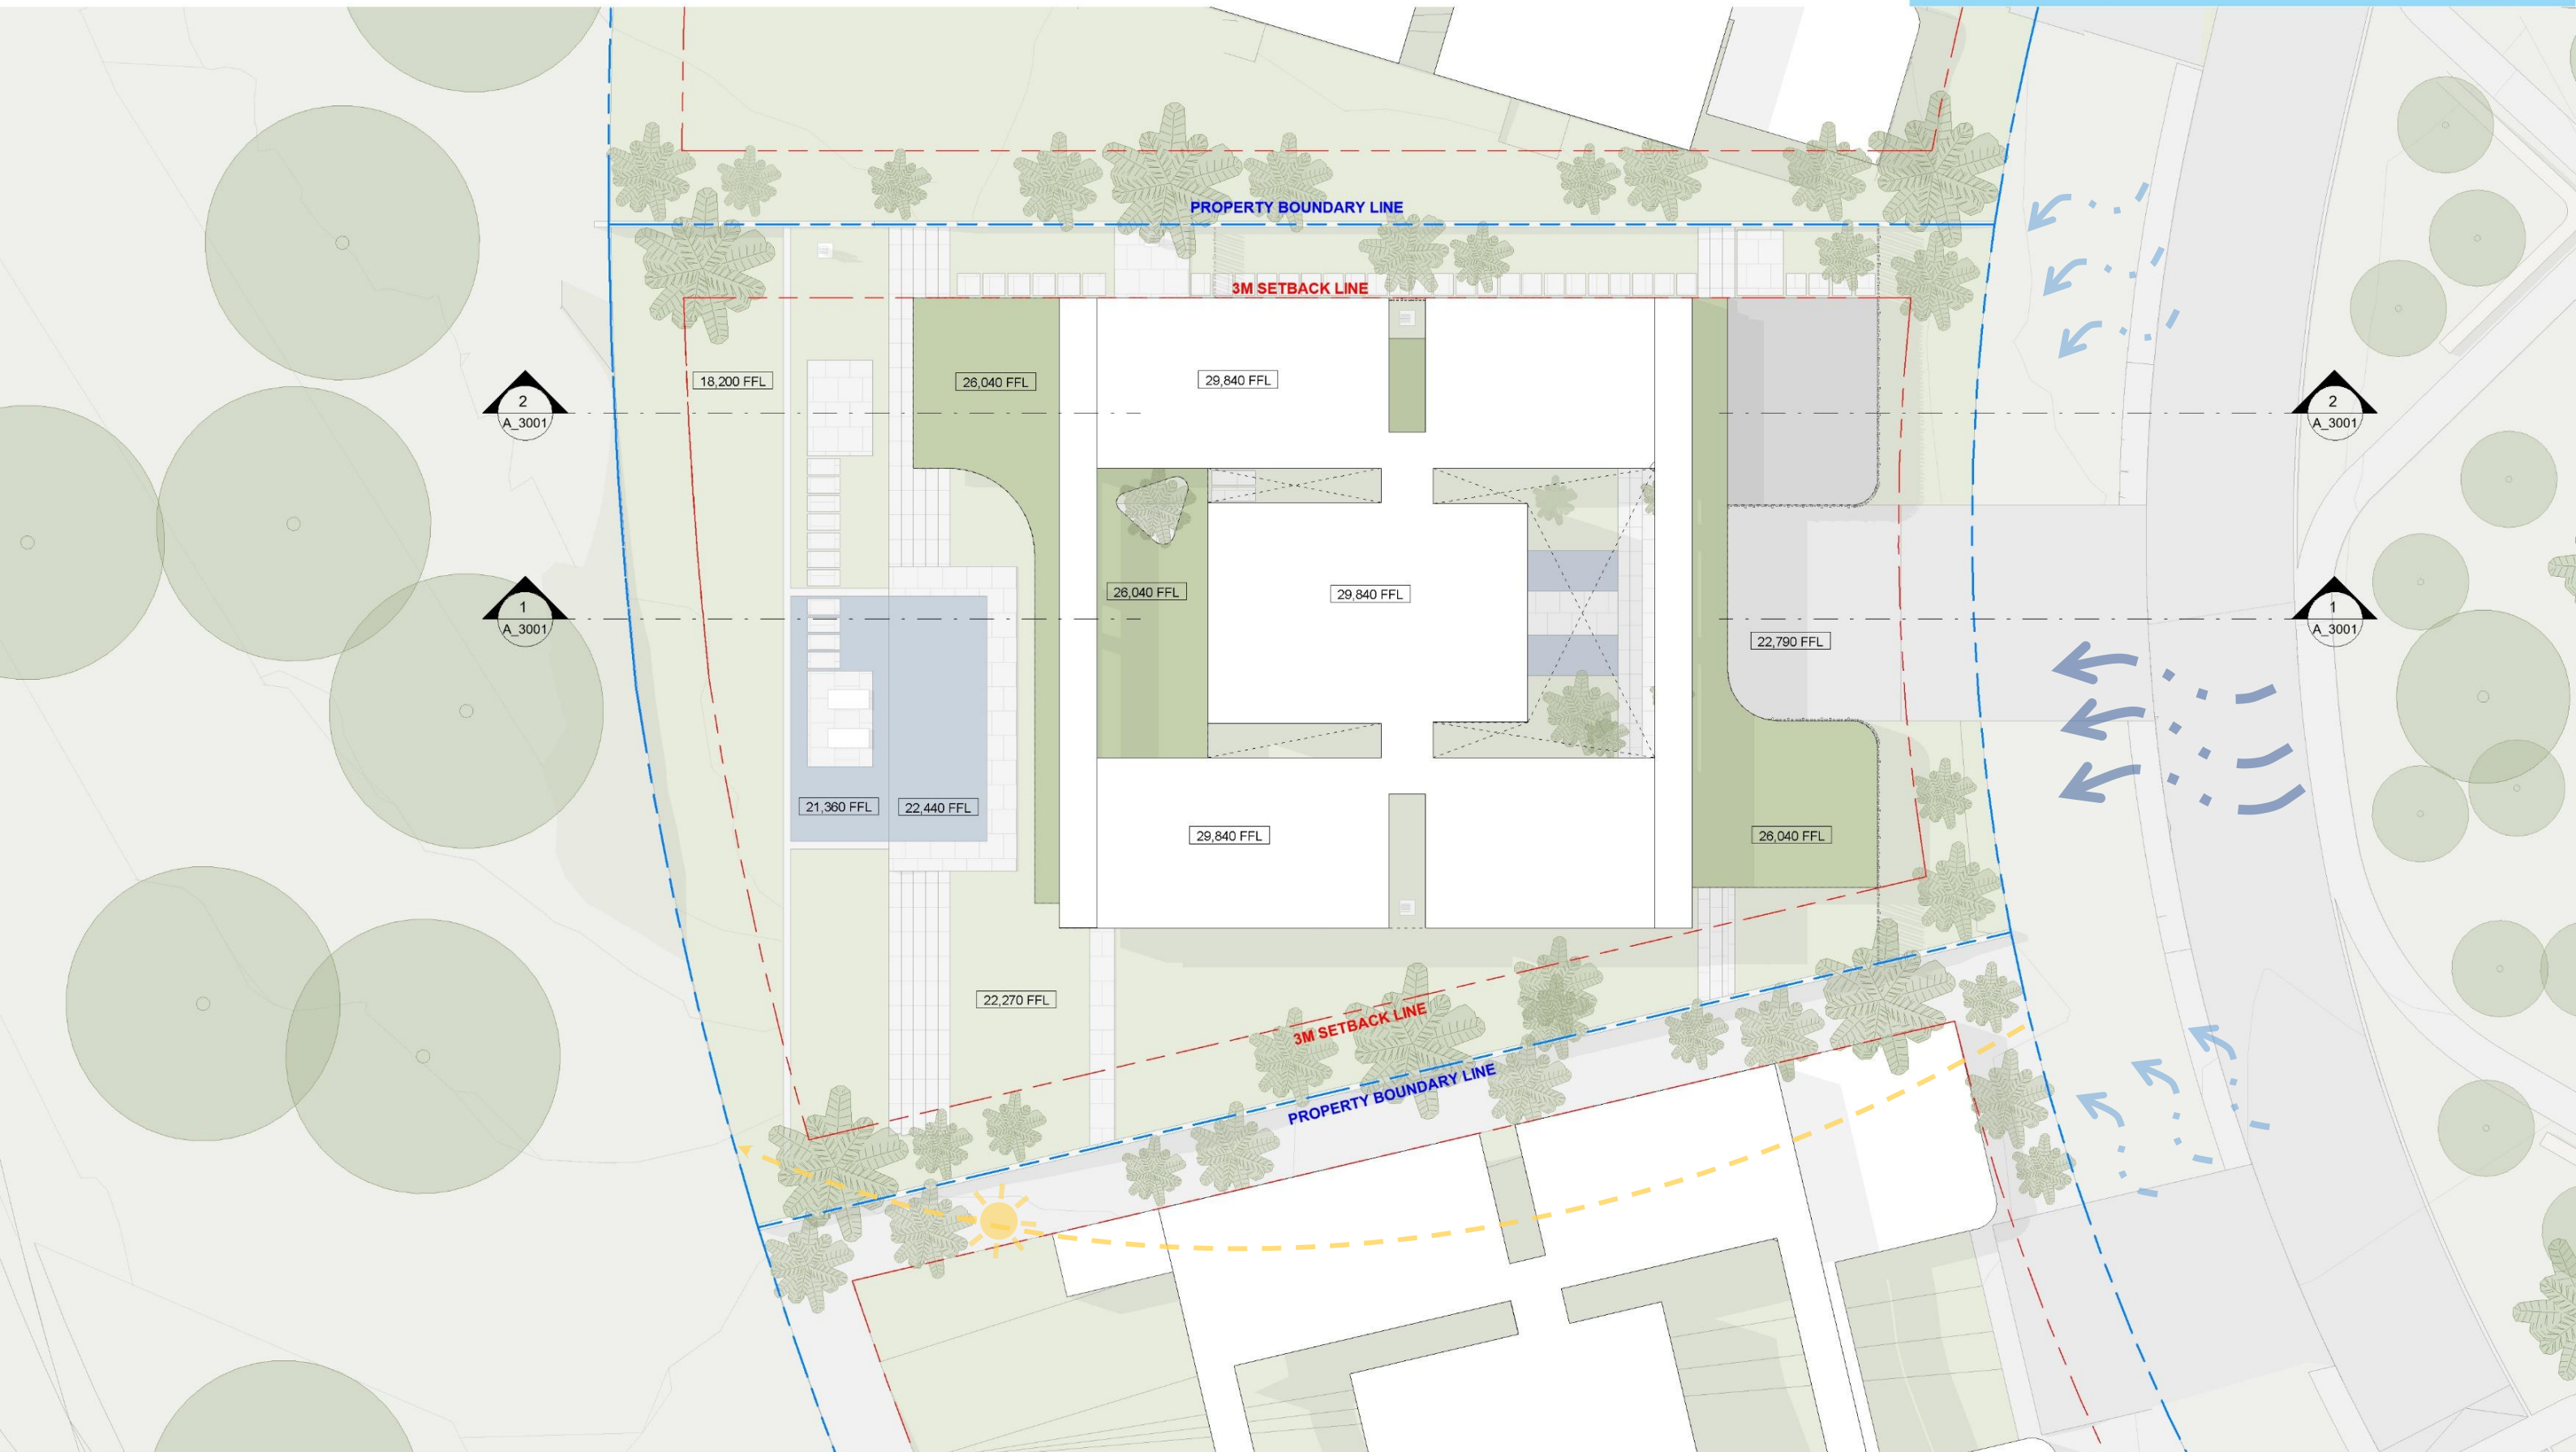 PROPERTY BOUNDARY LINE
3M SETBACK LINE
18,200 FFL
26,040 FFL
29,840 FFL
2
A_3001
2
A_3001
26,040 FFL
29,840 FFL
1
A_3001
1
A_3001
22,790 FFL
21,360 FFL
22,440 FFL
29,840 FFL
26,040 FFL
22,270 FFL
3M SETBACK LINE
PROPERTY BOUNDARY LINE